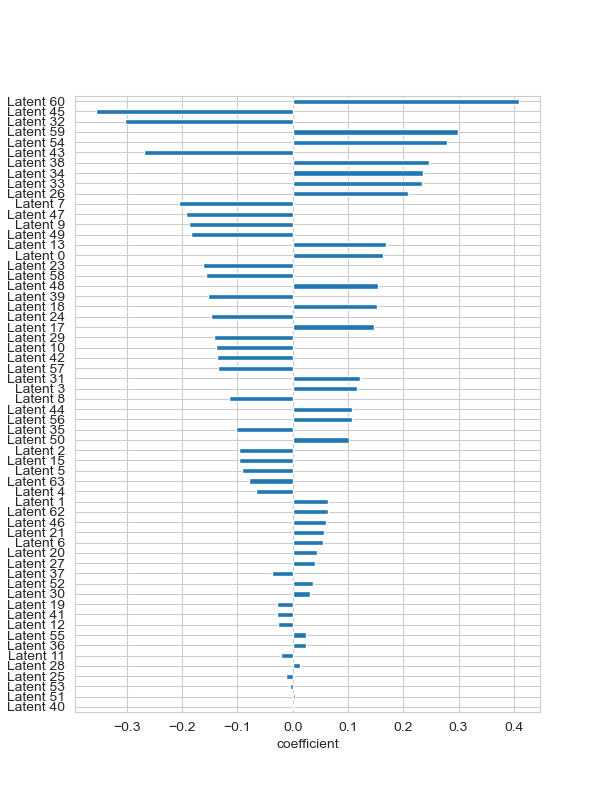 Latent 60
Latent 45
Latent 32
Latent 59
Latent 54
Latent 43
Latent 38
Latent 34
Latent 33
Latent 26
Latent 7
Latent 47
Latent 9
Latent 49
Latent 13
Latent 0
Latent 23
Latent 58
Latent 48
Latent 39
Latent 18
Latent 24
Latent 17
Latent 29
Latent 10
Latent 42
Latent 57
Latent 31
Latent 3
Latent 8
Latent 44
Latent 56
Latent 35
Latent 50
Latent 2
Latent 15
Latent 5
Latent 63
Latent 4
Latent 1
Latent 62
Latent 46
Latent 21
Latent 6
Latent 20
Latent 27
Latent 37
Latent 52
Latent 30
Latent 19
Latent 41
Latent 12
Latent 55
Latent 36
Latent 11
Latent 28
Latent 25
Latent 53
Latent 51
Latent 40
−0.3 −0.2 −0.1 0.0 0.1 0.2 0.3 0.4
coefficient